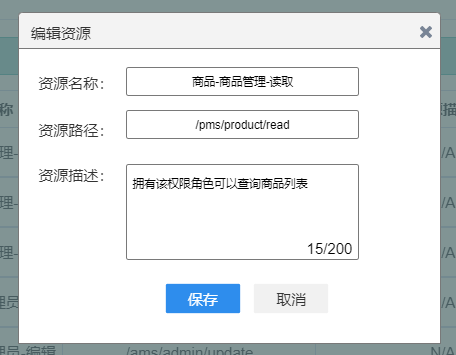 编辑资源
资源名称：
商品-商品管理-读取
资源路径：
/pms/product/read
资源描述：
拥有该权限角色可以查询商品列表
15/200
保存
取消
/ams/admin/update